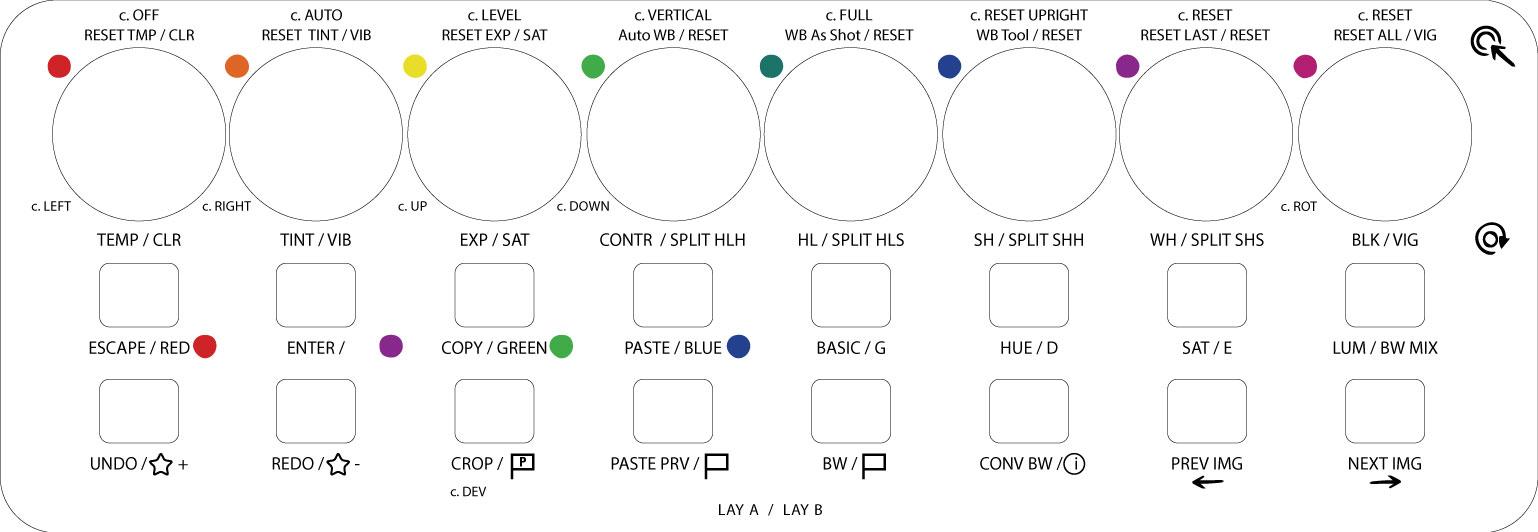 c. OFF c. AUTO c. LEVEL c. VERTICAL c. FULL c. RESET UPRIGHT c. RESET c. RESET
RESET TMP / CLR RESET TINT / VIB RESET EXP / SAT Auto WB / RESET WB As Shot / RESET WB Tool / RESET RESET LAST / RESET RESET ALL / VIG
c. LEFT c. RIGHT c. UP c. DOWN c. ROT
TEMP / CLR TINT / VIB EXP / SAT CONTR / SPLIT HLH HL / SPLIT HLS SH / SPLIT SHH WH / SPLIT SHS BLK / VIG
ESCAPE / RED ENTER / COPY / GREEN PASTE / BLUE BASIC / G HUE / D SAT / E LUM / BW MIX
UNDO / + REDO / - CROP / P PASTE PRV / BW / CONV BW / i PREV IMG NEXT IMG
c. DEV
LAY A / LAY B